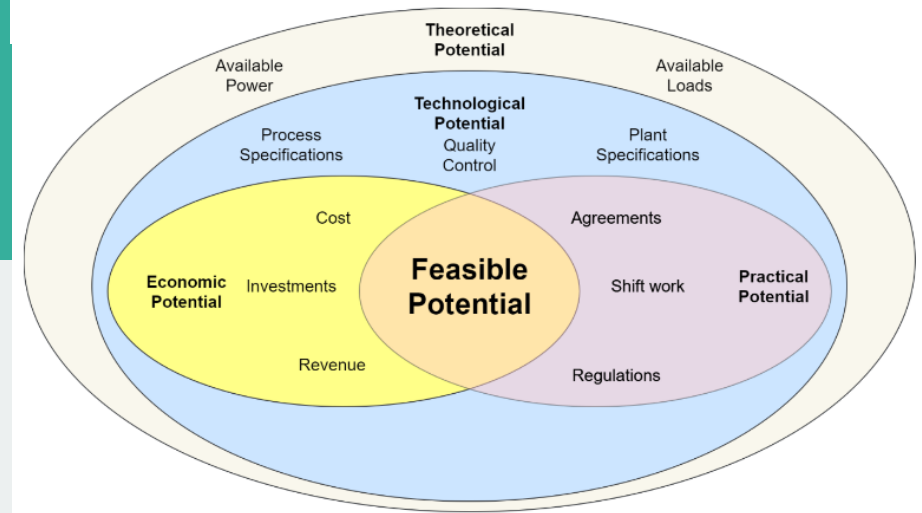 Theoretical
Potential
Available
Power
Available
Loads
Technological
Potential
Quality
Control
Process
Specifications
Plant
Specifications
Cost
Agreements
Economic
Potential
Investments
Feasible
Potential
Shift work
Practical
Potential
Revenue
Regulations